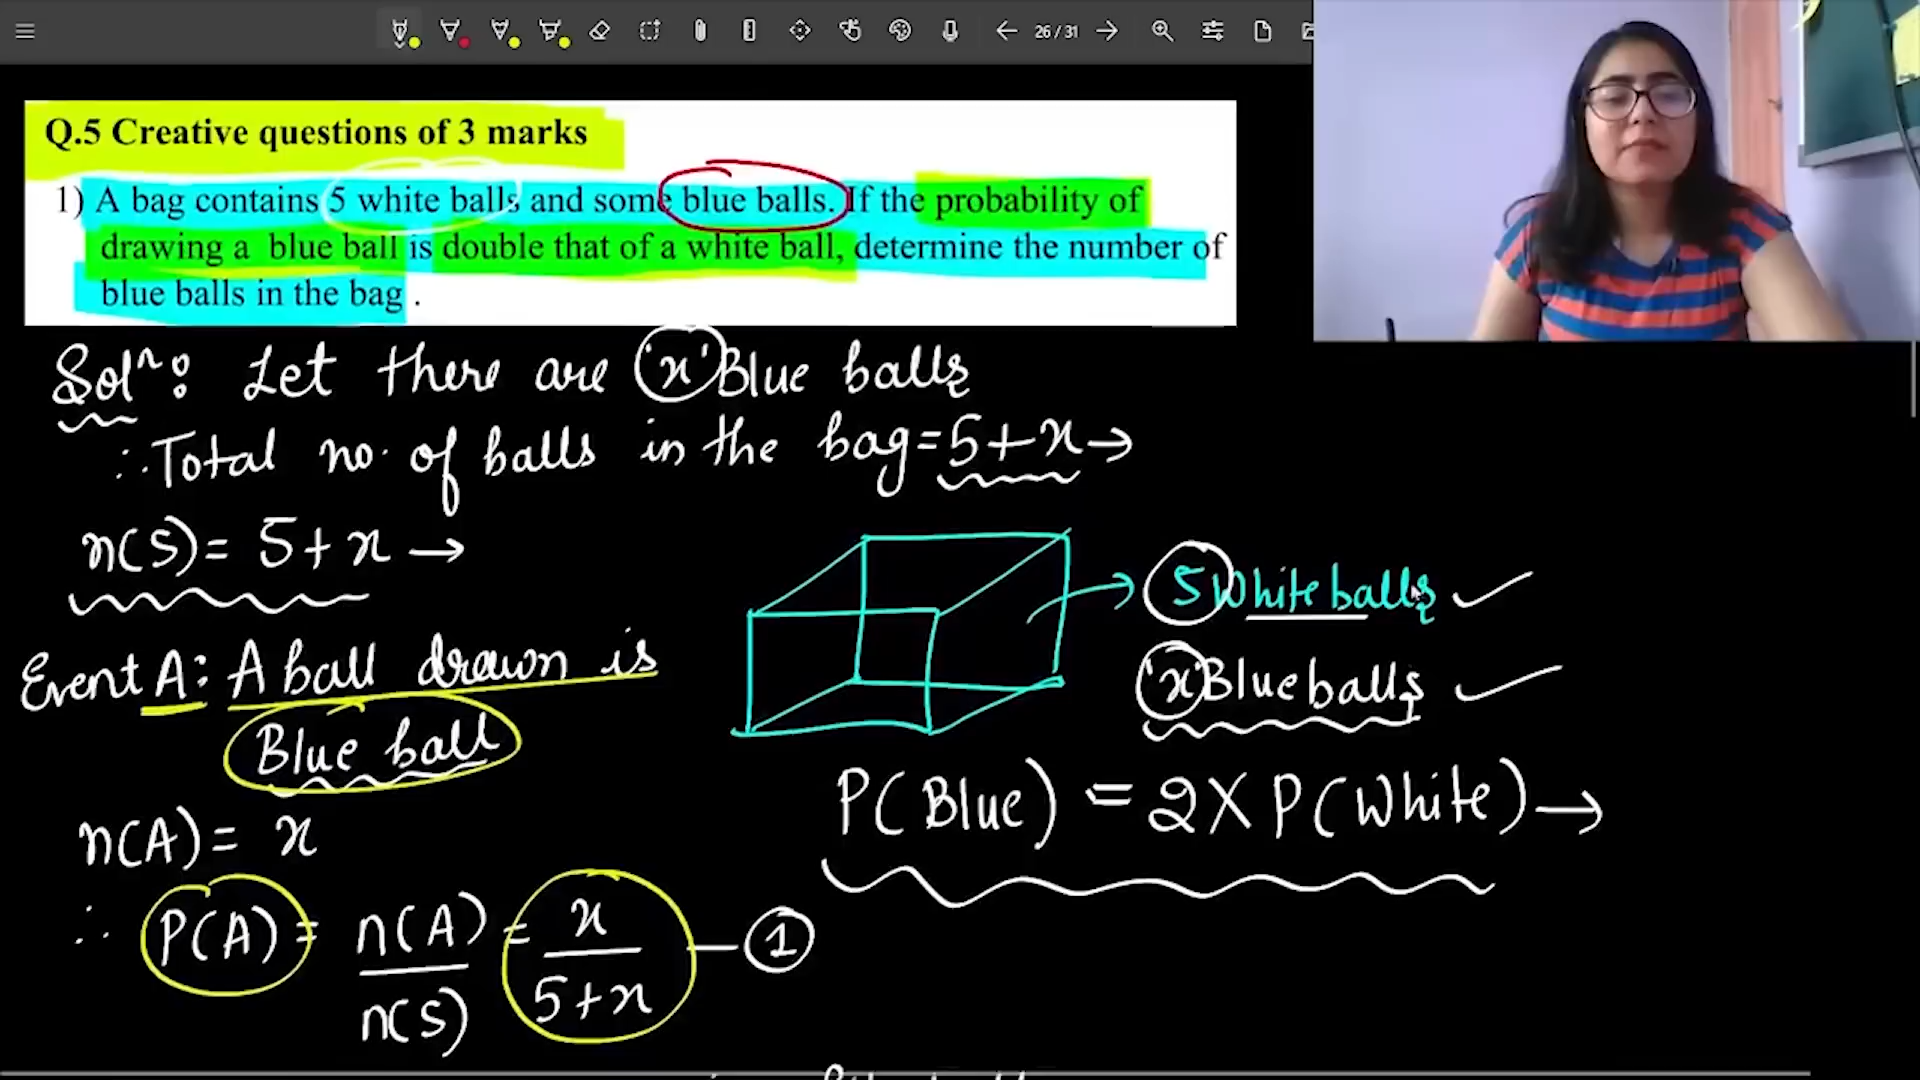 26 / 31
Q.5 Creative questions of 3 marks
1) A bag contains 5 white balls and some blue balls. If the probability of
drawing a blue ball is double that of a white ball, determine the number of
blue balls in the bag .
Solⁿ: Let there are 'x' Blue balls
∴ Total no. of balls in the bag = 5+x →
n(S) = 5+x →
5 White balls ✓
'x' Blue balls ✓
Event A: A ball drawn is
Blue ball
P(Blue) = 2 X P(White) →
n(A) = x
∴ P(A) = n(A)/n(S) = x/5+x — ①